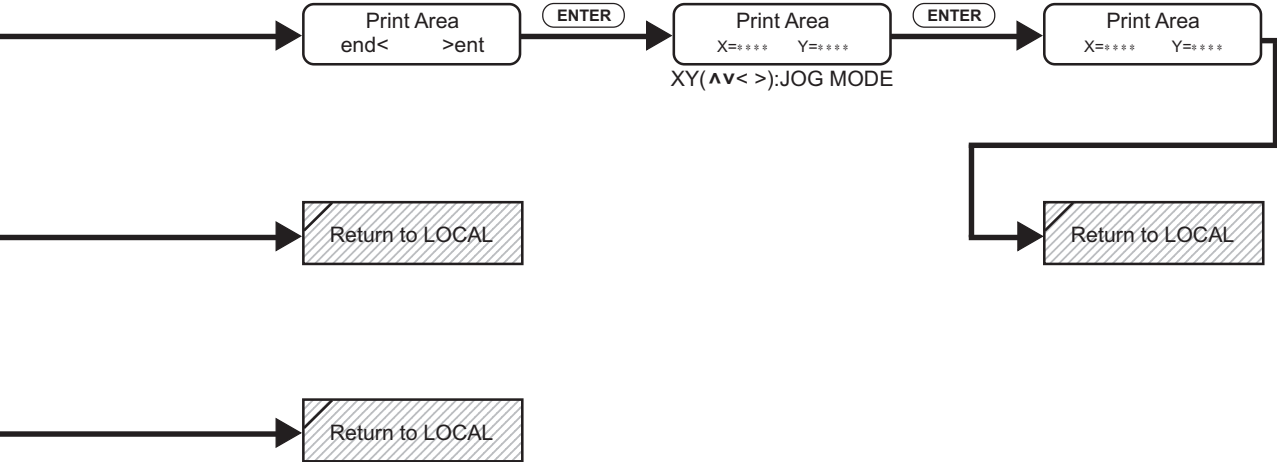 Print Area
end< >ent
ENTER
Print Area
X=**** Y=****
XY(∧∨< >):JOG MODE
ENTER
Print Area
X=**** Y=****
Return to LOCAL
Return to LOCAL
Return to LOCAL